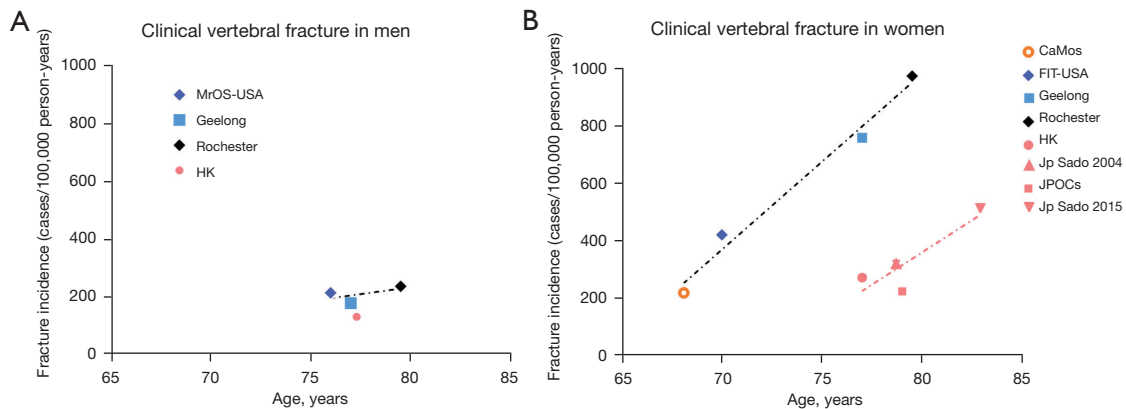 A
Clinical vertebral fracture in men
Fracture incidence (cases/100,000 person-years)
1000
800
600
400
200
0
65
70
75
80
85
Age, years
MrOS-USA
Geelong
Rochester
HK
B
Clinical vertebral fracture in women
Fracture incidence (cases/100,000 person-years)
1000
800
600
400
200
0
65
70
75
80
85
Age, years
CaMos
FIT-USA
Geelong
Rochester
HK
Jp Sado 2004
JPOCs
Jp Sado 2015